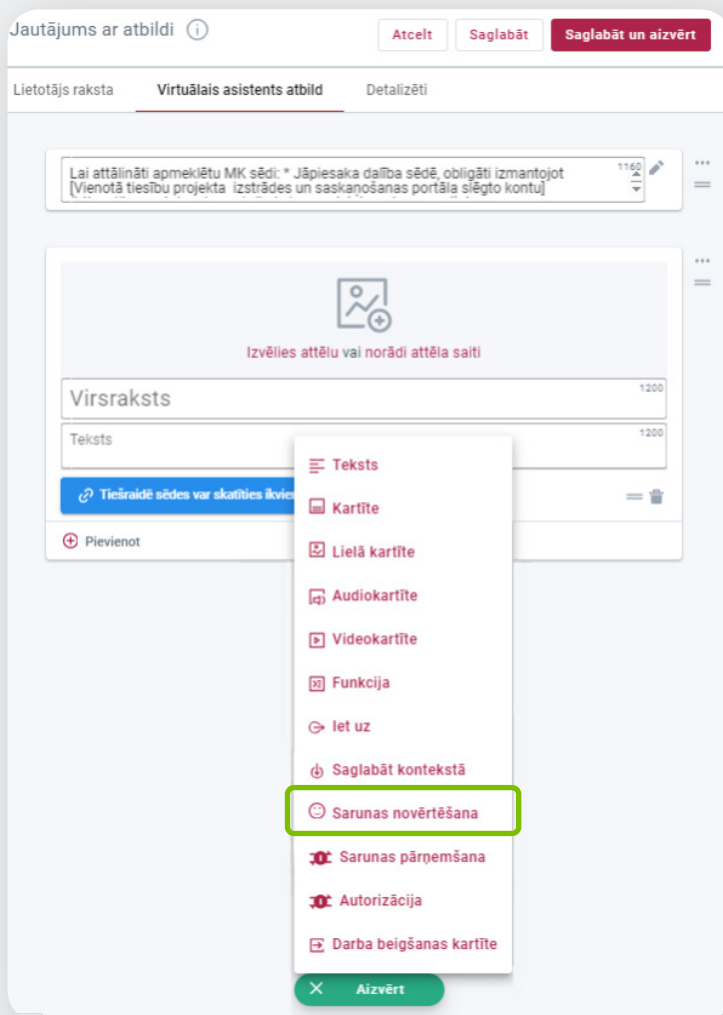 Jautājums ar atbildi
Atcelt
Saglabāt
Saglabāt un aizvērt
Lietotājs raksta
Virtuālais asistents atbild
Detalizēti
Lai attālināti apmeklētu MK sēdi: * Jāpiesaka dalība sēdē, obligāti izmantojot
1160
[Vienotā tiesību projekta izstrādes un saskaņošanas portāla slēgto kontu]
Izvēlies attēlu vai norādi attēla saiti
Virsraksts
1200
Teksts
1200
Tiešraidē sēdes var skatīties ikvien
Pievienot
Teksts
Kartīte
Lielā kartīte
Audiokartīte
Videokartīte
Funkcija
Iet uz
Saglabāt kontekstā
Sarunas novērtēšana
Sarunas pārņemšana
Autorizācija
Darba beigšanas kartīte
Aizvērt